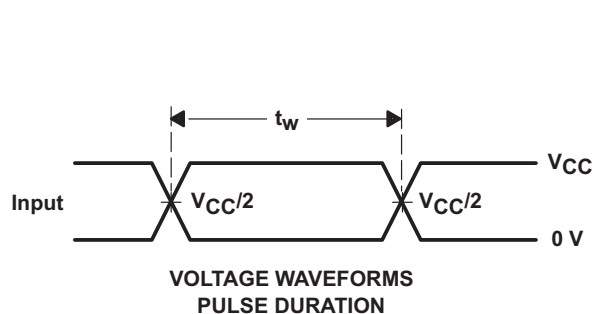 tw
VCC
Input
VCC/2
VCC/2
0 V
VOLTAGE WAVEFORMS
PULSE DURATION